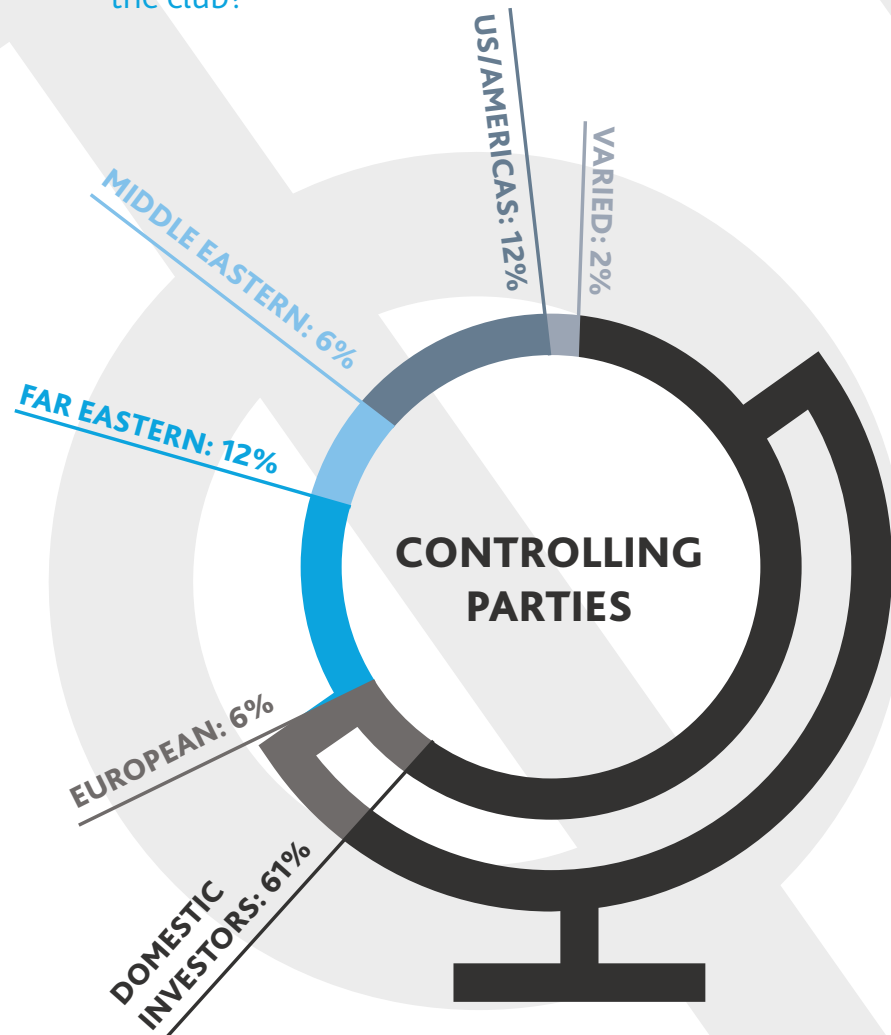 the club?
US/AMERICAS: 12%
VARIED: 2%
MIDDLE EASTERN: 6%
FAR EASTERN: 12%
CONTROLLING
PARTIES
EUROPEAN: 6%
DOMESTIC
INVESTORS: 61%